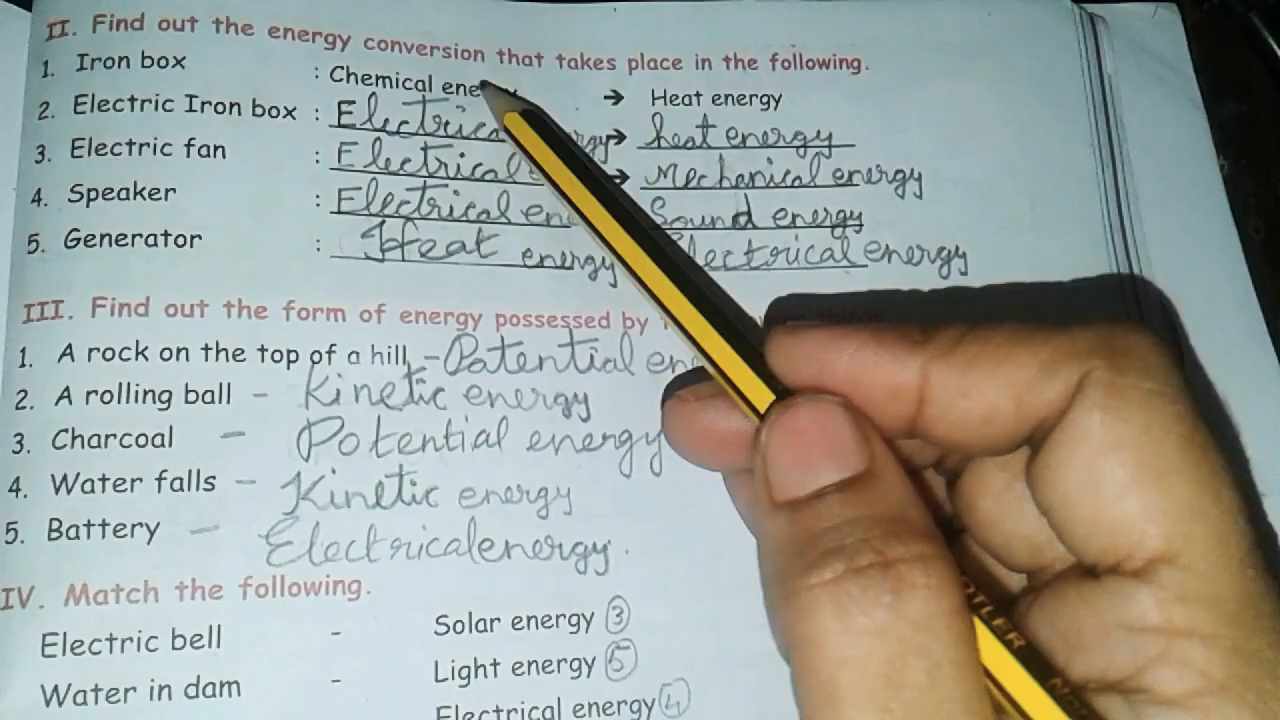 II. Find out the energy conversion that takes place in the following.
1. Iron box : Chemical → Heat energy
2. Electric Iron box : → heat energy
3. Electric fan : Electrical → Mechanical energy
4. Speaker : Electrical Sound energy
5. Generator : Heat energy Electrical energy
III. Find out the form of energy possessed by
1. A rock on the top of a hill - Potential
2. A rolling ball - Kinetic energy
3. Charcoal - Potential energy
4. Water falls - Kinetic energy
5. Battery - Electrical energy.
IV. Match the following.
Electric bell - Solar energy 3
Water in dam - Light energy 5
Electrical energy 4